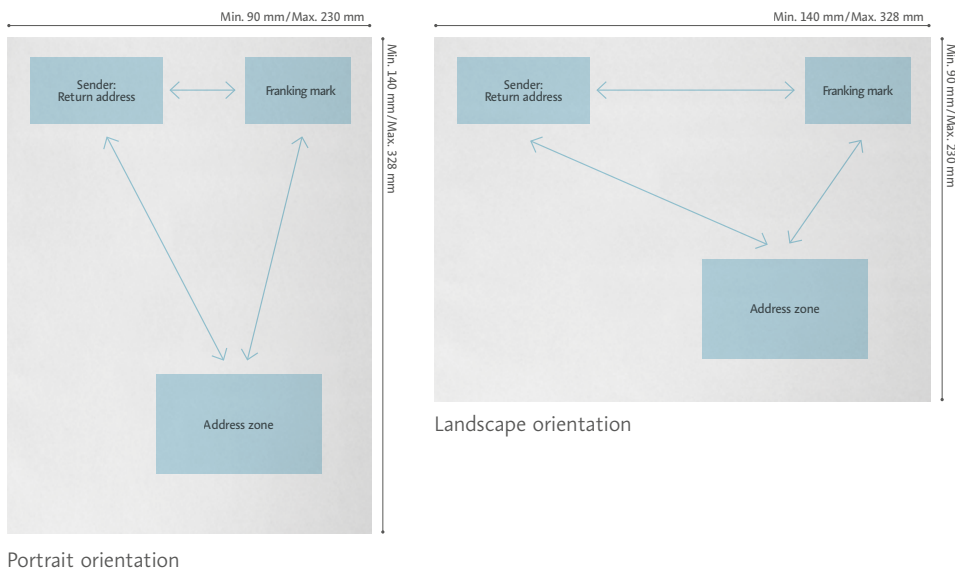 Min. 90 mm/Max. 230 mm
Min. 140 mm/Max. 328 mm
Sender:
Return address
Franking mark
Address zone
Portrait orientation
Min. 140 mm/Max. 328 mm
Min. 90 mm/Max. 230 mm
Sender:
Return address
Franking mark
Address zone
Landscape orientation